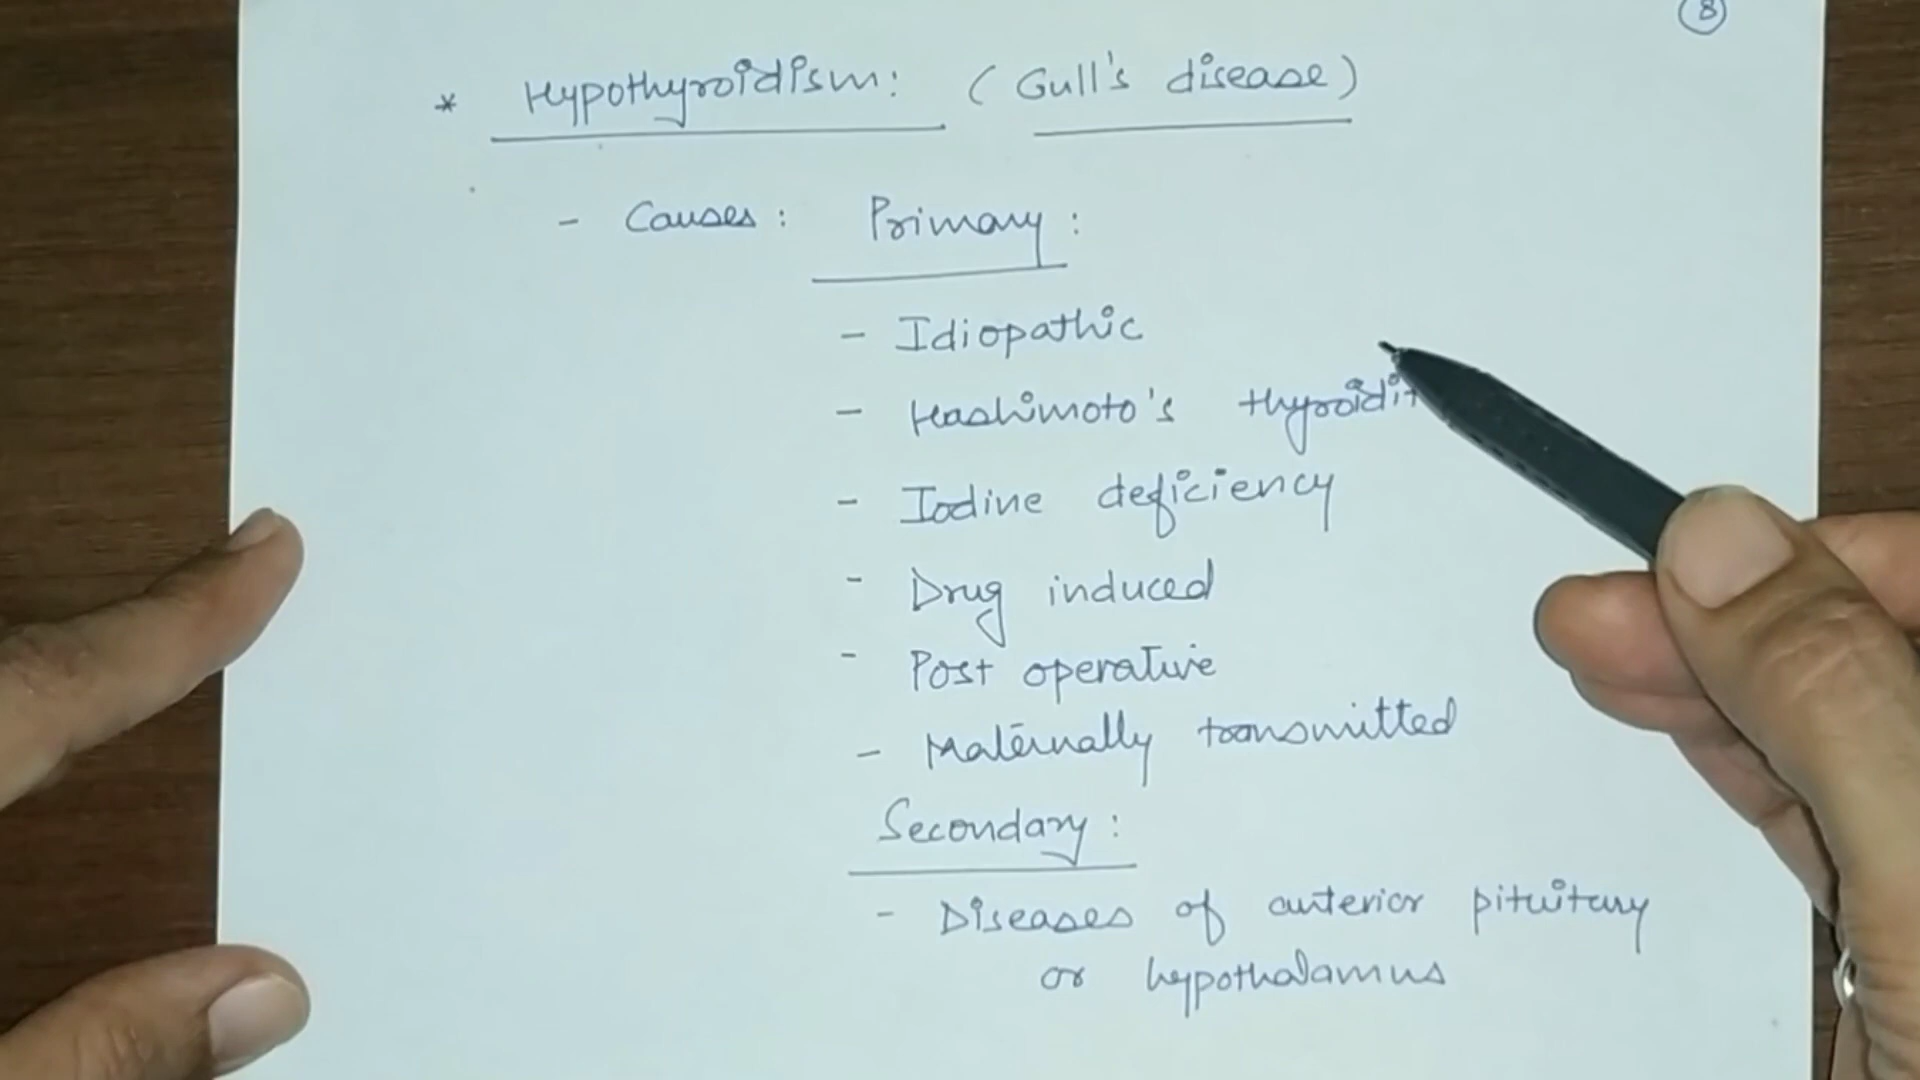 8
* Hypothyroidism: (Gull's disease)
- Causes: Primary:
- Idiopathic
- Hashimoto's thyroidit
- Iodine deficiency
- Drug induced
- Post operative
- Maternally transmitted
Secondary:
- Diseases of anterior pituitary
or hypothalamus